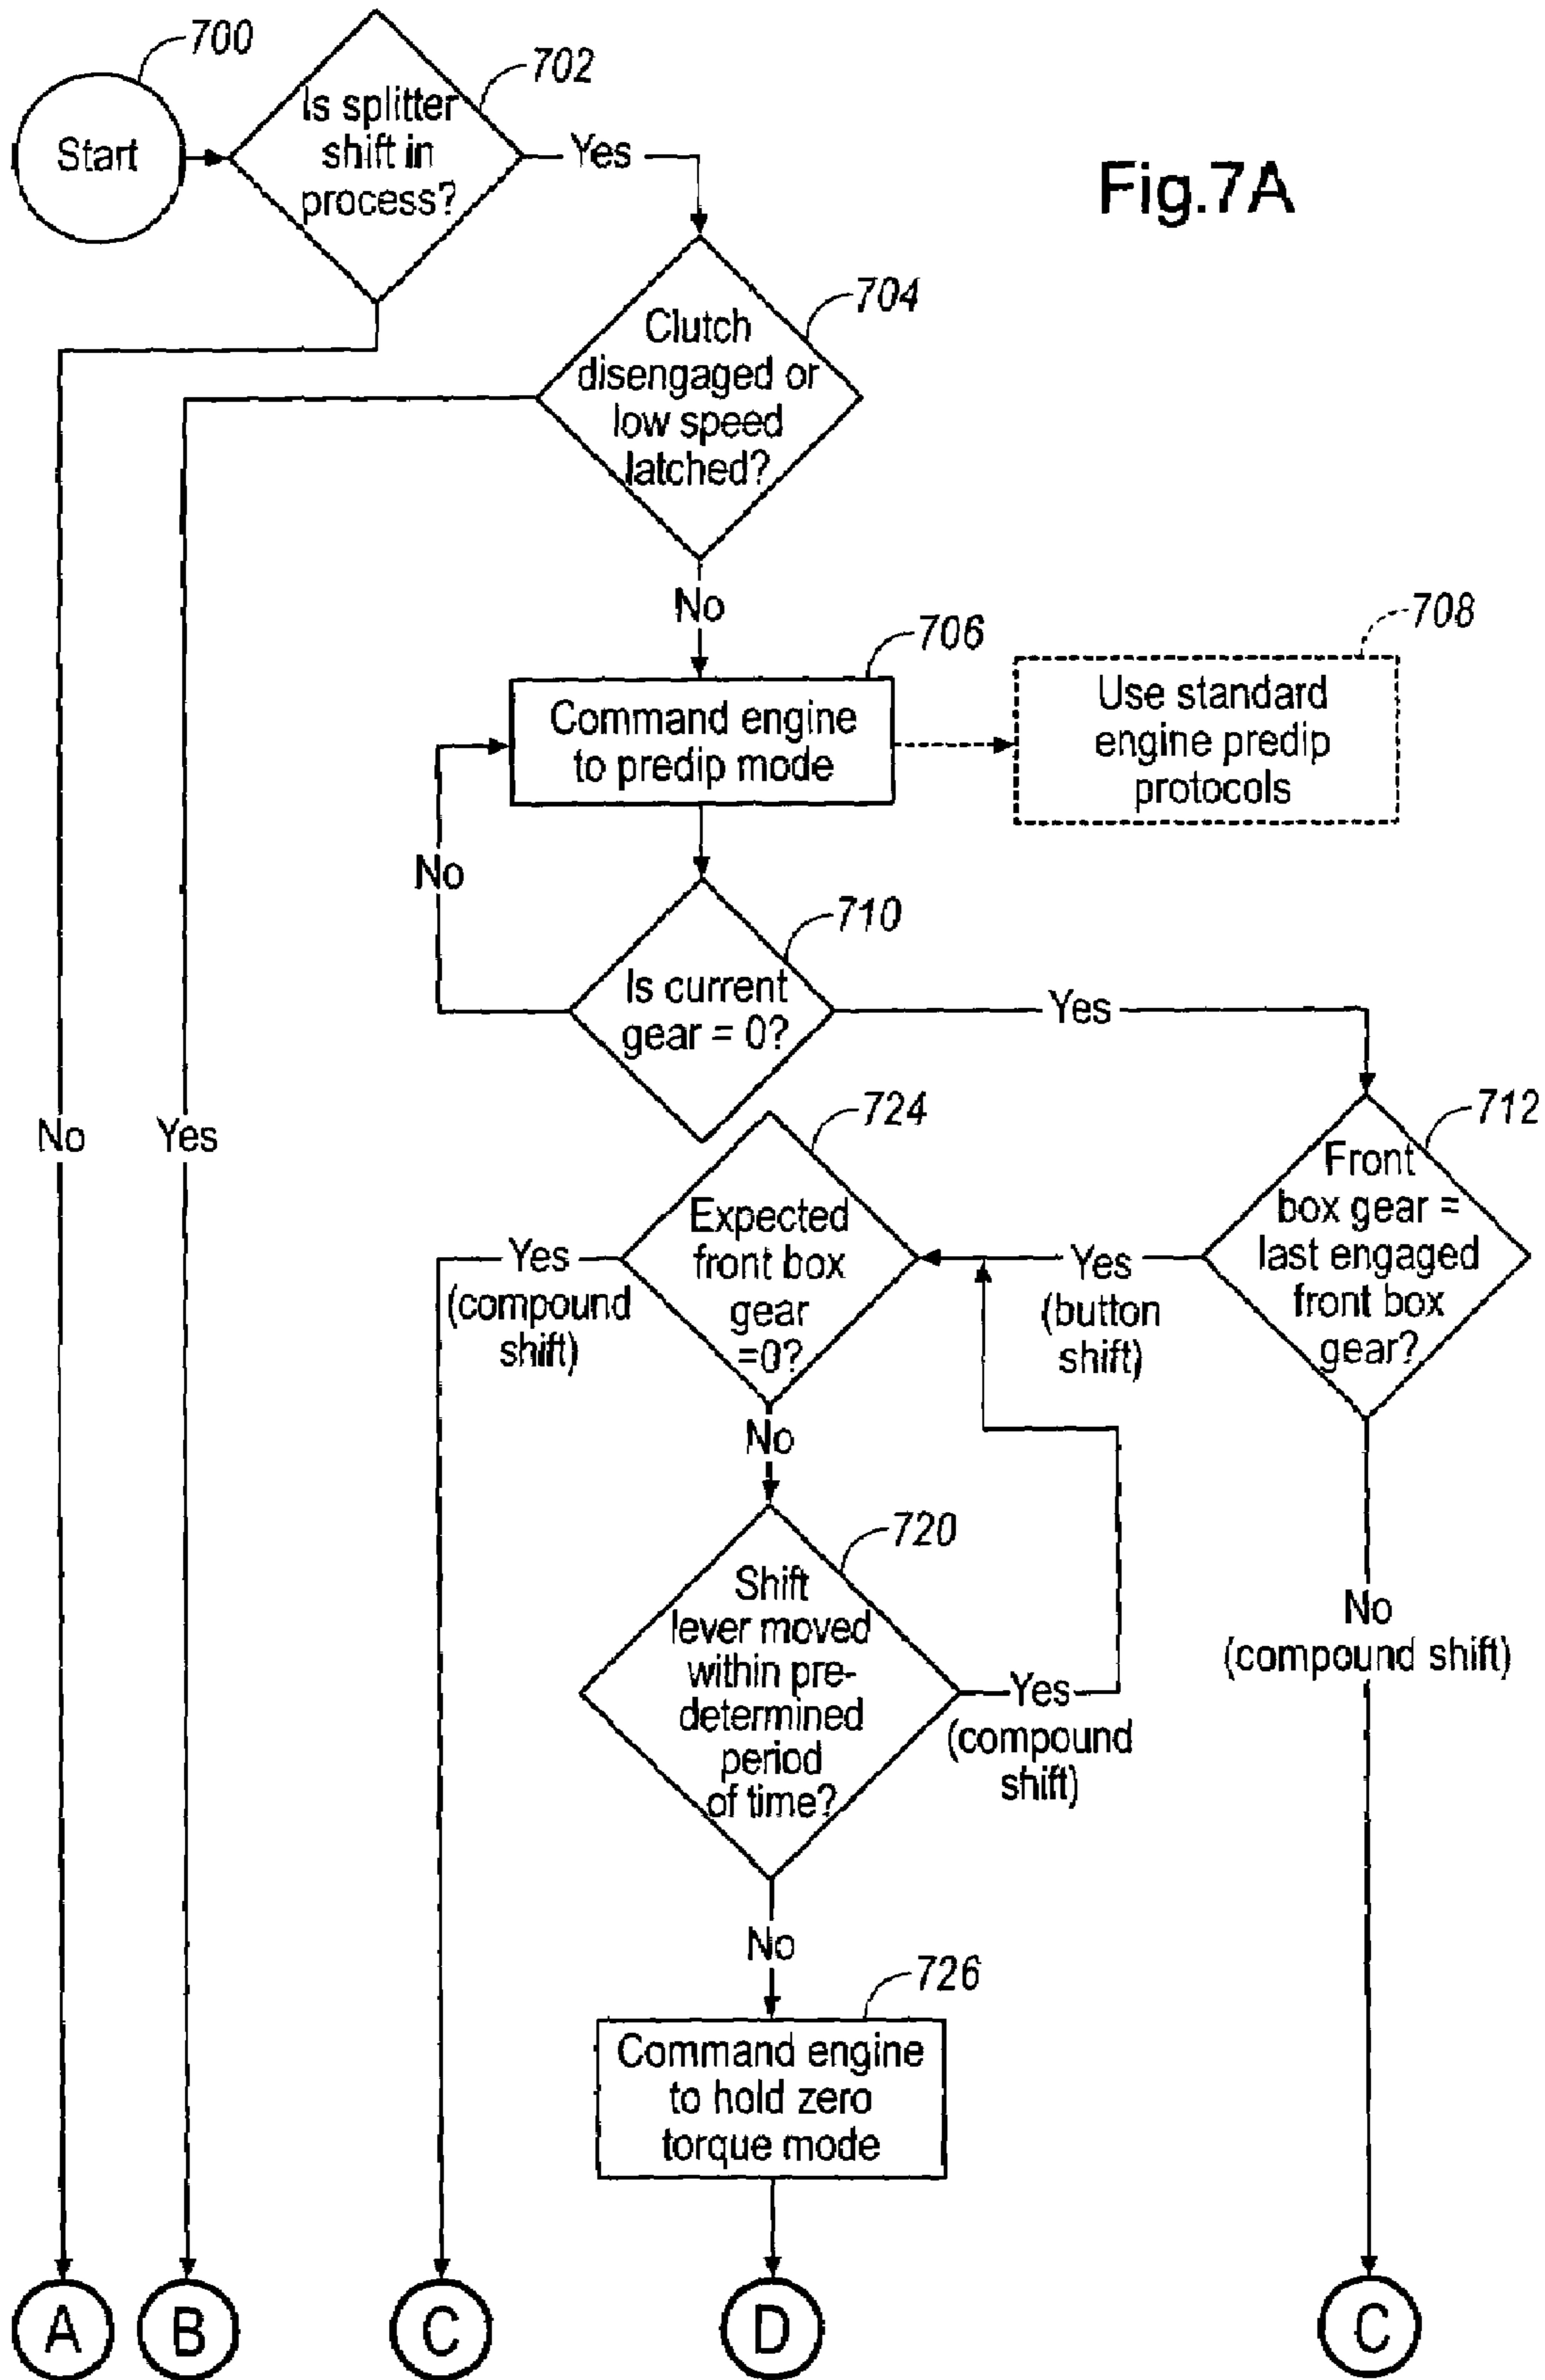 700
Start
702
Is splitter
shift in
process?
Yes
Fig.7A
704
Clutch
disengaged or
low speed
latched?
No
706
Command engine
to predip mode
708
Use standard
engine predip
protocols
No
710
Is current
gear = 0?
Yes
No
Yes
724
Expected
front box
gear
=0?
Yes
(compound
shift)
Yes
(button
shift)
712
Front
box gear =
last engaged
front box
gear?
No
720
Shift
lever moved
within pre-
determined
period
of time?
Yes
(compound
shift)
No
(compound shift)
No
726
Command engine
to hold zero
torque mode
A
B
C
D
C